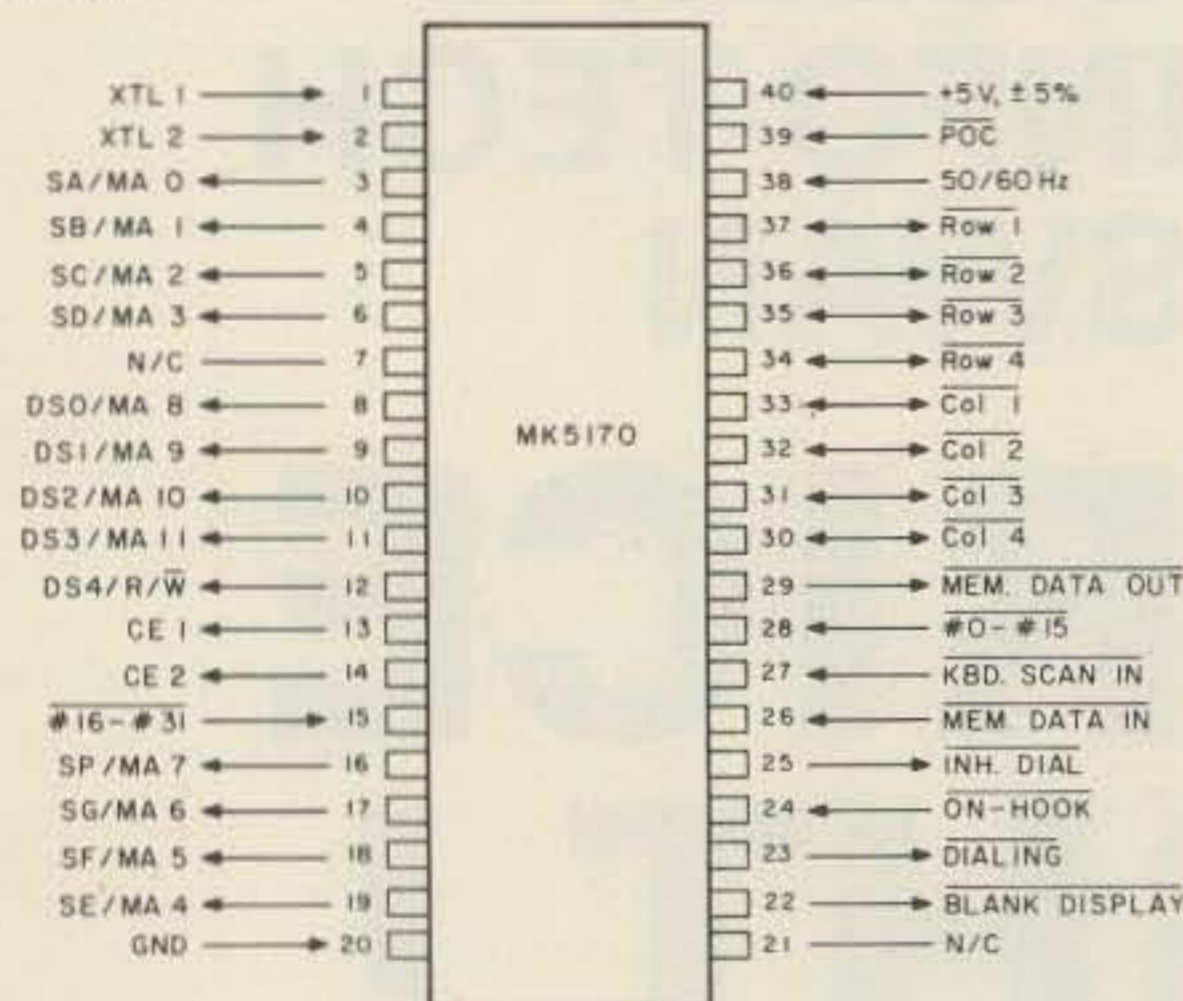 XTL 1 1
XTL 2 2
SA/MA 0 3
SB/MA 1 4
SC/MA 2 5
SD/MA 3 6
N/C 7
DS0/MA 8 8
DS1/MA 9 9
DS2/MA 10 10
DS3/MA 11 11
DS4/R/W̅ 12
CE 1 13
CE 2 14
#16-#31 15
SP/MA 7 16
SG/MA 6 17
SF/MA 5 18
SE/MA 4 19
GND 20
MK5170
40 +5V, ±5%
39 POC
38 50/60 Hz
37 Row 1
36 Row 2
35 Row 3
34 Row 4
33 Col 1
32 Col 2
31 Col 3
30 Col 4
29 MEM. DATA OUT
28 #0-#15
27 KBD. SCAN IN
26 MEM. DATA IN
25 INH. DIAL
24 ON-HOOK
23 DIALING
22 BLANK DISPLAY
21 N/C